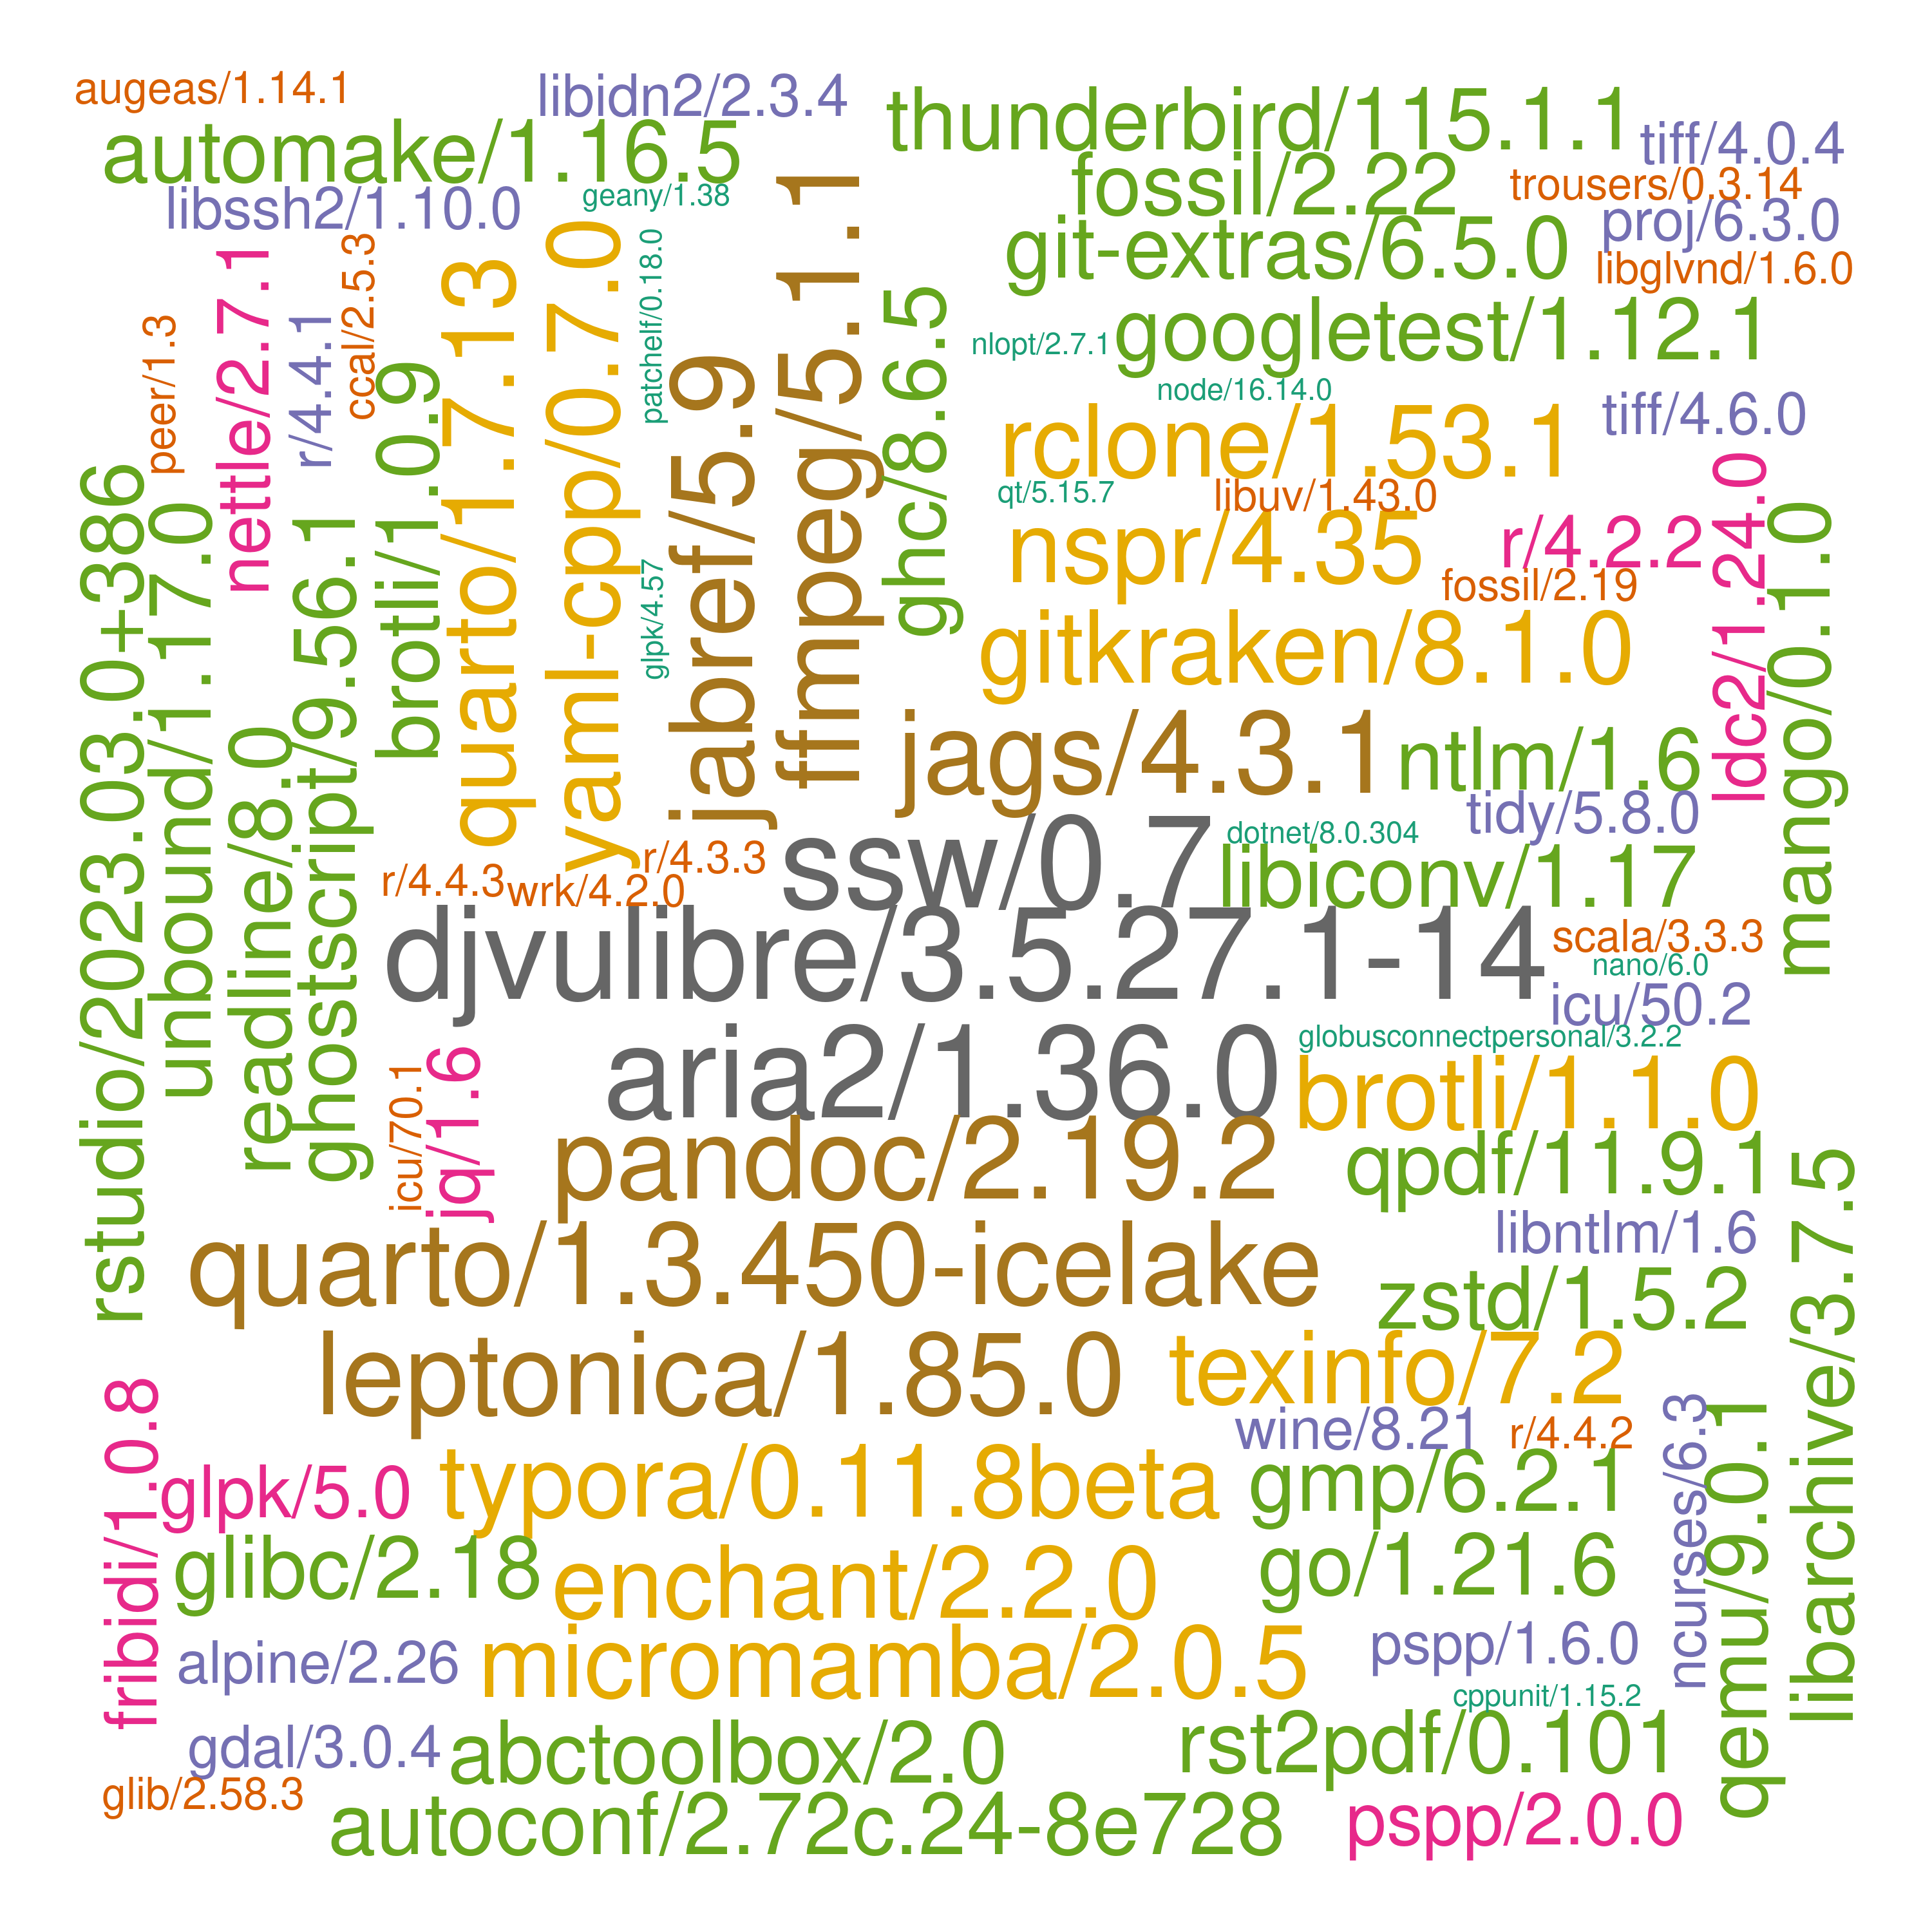 augeas/1.14.1
libidn2/2.3.4
thunderbird/115.1.1
automake/1.16.5
tiff/4.0.4
fossil/2.22
trousers/0.3.14
libssh2/1.10.0
geany/1.38
proj/6.3.0
git-extras/6.5.0
libglvnd/1.6.0
nettle/2.7.1
ccal/2.5.3
peer/1.3
r/4.4.1
brotli/1.0.9
quarto/1.7.13
yaml-cpp/0.7.0
patchelf/0.18.0
jabref/5.9
ffmpeg/5.1.1
ghc/8.6.5
nlopt/2.7.1
googletest/1.12.1
node/16.14.0
rclone/1.53.1
tiff/4.6.0
qt/5.15.7
libuv/1.43.0
nspr/4.35
r/4.2.2
fossil/2.19
ldc2/1.24.0
mango/0.1.0
glpk/4.57
gitkraken/8.1.0
rstudio/2023.03.0+386
unbound/1.17.0
readline/8.0
ghostscript/9.56.1
jags/4.3.1
ntlm/1.6
tidy/5.8.0
ssw/0.7
dotnet/8.0.304
libiconv/1.17
r/4.3.3
r/4.4.3
wrk/4.2.0
djvulibre/3.5.27.1-14
scala/3.3.3
nano/6.0
icu/50.2
aria2/1.36.0
globusconnectpersonal/3.2.2
brotli/1.1.0
icu/70.1
jq/1.6
pandoc/2.19.2
qpdf/11.9.1
quarto/1.3.450-icelake
libntlm/1.6
zstd/1.5.2
libarchive/3.7.5
leptonica/1.85.0
texinfo/7.2
wine/8.21
r/4.4.2
ncurses/6.3
qemu/9.0.1
fribidi/1.0.8
glpk/5.0
typora/0.11.8beta
gmp/6.2.1
glibc/2.18
enchant/2.2.0
go/1.21.6
alpine/2.26
micromamba/2.0.5
pspp/1.6.0
cppunit/1.15.2
gdal/3.0.4
abctoolbox/2.0
rst2pdf/0.101
glib/2.58.3
autoconf/2.72c.24-8e728
pspp/2.0.0